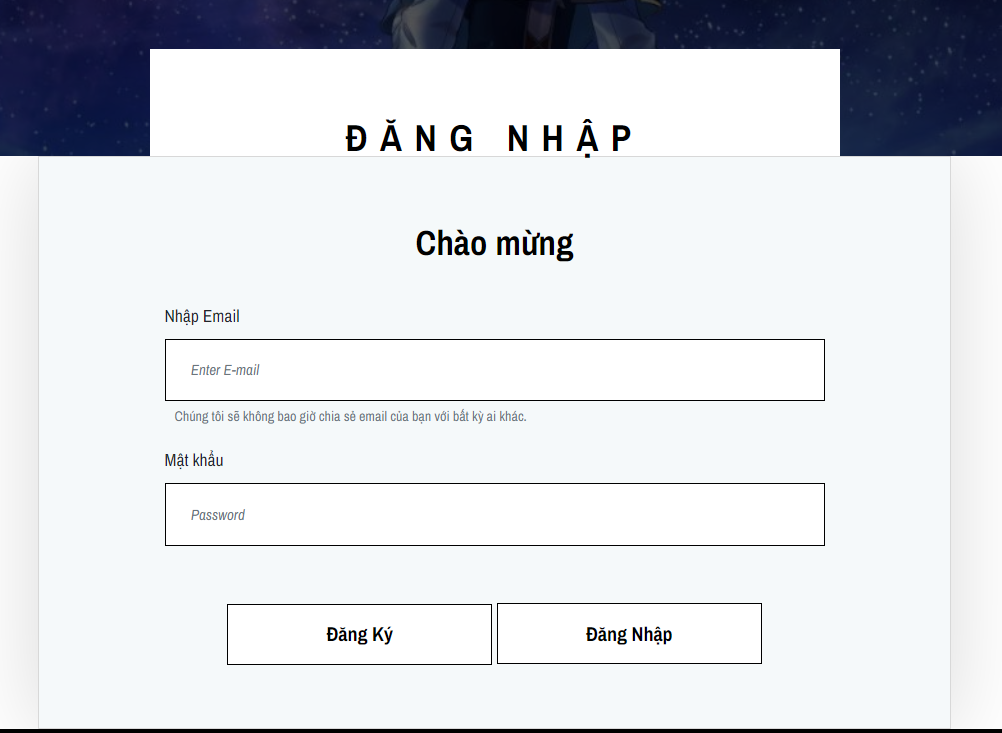 ĐĂNG NHẬP
Chào mừng
Nhập Email
Enter E-mail
Chúng tôi sẽ không bao giờ chia sẻ email của bạn với bất kỳ ai khác.
Mật khẩu
Password
Đăng Ký
Đăng Nhập